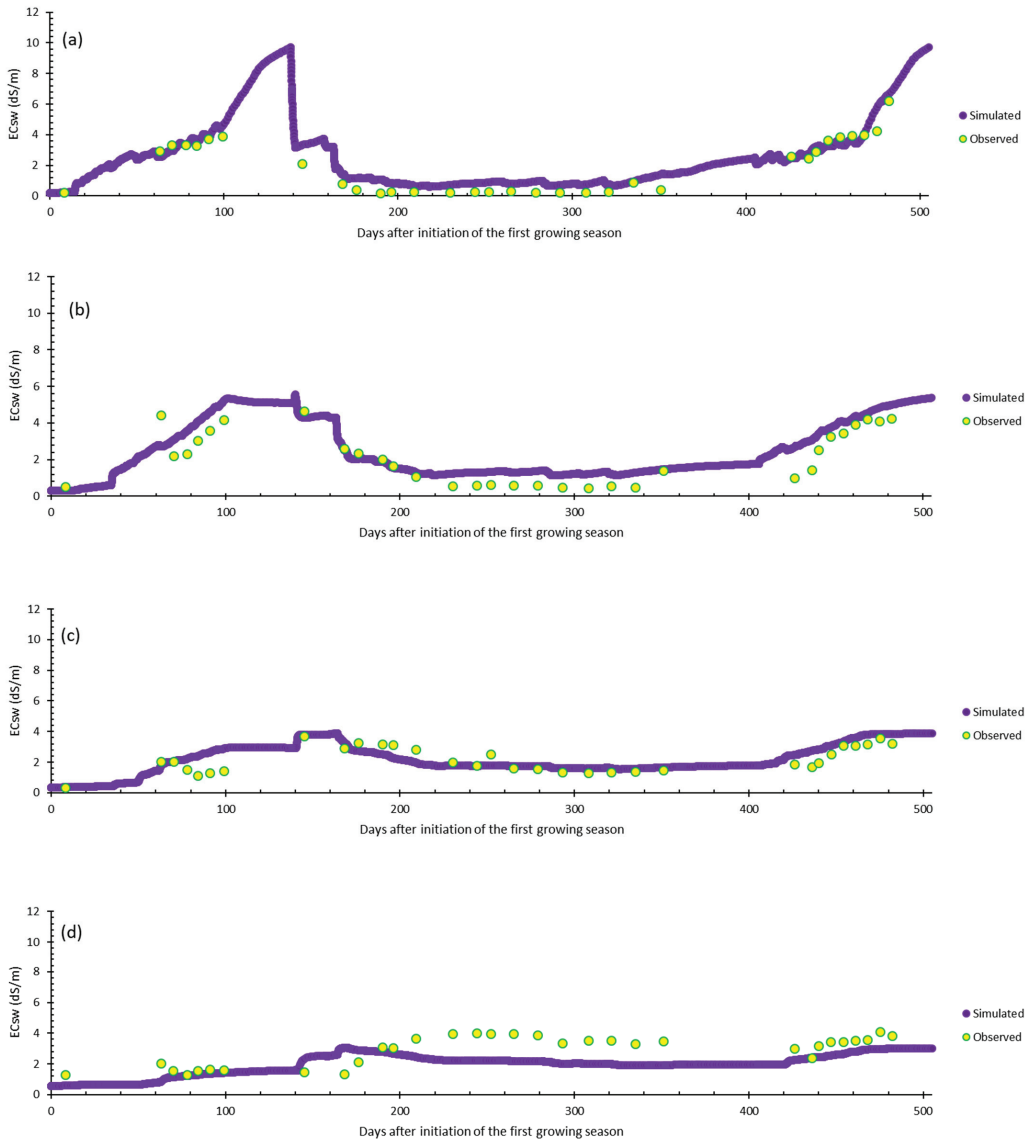 12
(a)
10
8
6
4
2
0
ECsw (dS/m)
0 100 200 300 400 500
Days after initiation of the first growing season
Simulated
Observed
12
(b)
10
8
6
4
2
0
ECsw (dS/m)
0 100 200 300 400 500
Days after initiation of the first growing season
Simulated
Observed
12
(c)
10
8
6
4
2
0
ECsw (dS/m)
0 100 200 300 400 500
Days after initiation of the first growing season
Simulated
Observed
12
(d)
10
8
6
4
2
0
ECsw (dS/m)
0 100 200 300 400 500
Days after initiation of the first growing season
Simulated
Observed